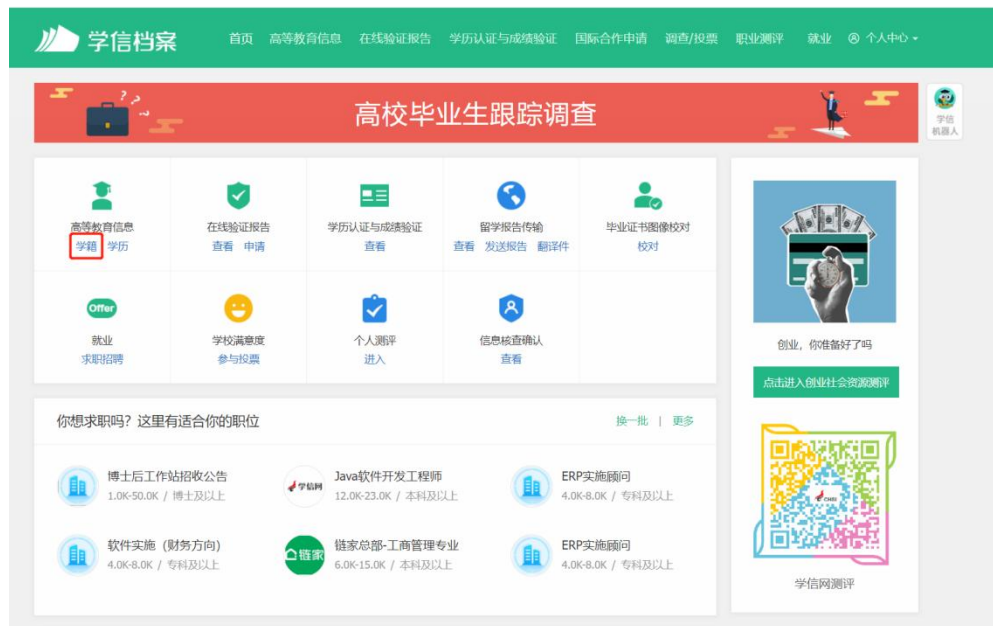 学信档案
首页 高等教育信息 在线验证报告 学历认证与成绩验证 国际合作申请 调查/投票 职业测评 就业 个人中心
高校毕业生跟踪调查
学信
机器人
高等教育信息 在线验证报告 学历认证与成绩验证 留学报告传输 毕业证书图像校对
学籍 学历 查看 申请 查看 查看 发送报告 翻译件 校对
Offer
就业 学校满意度 个人测评 信息核查确认
求职招聘 参与投票 进入 查看
创业，你准备好了吗
点击进入创业社会资源测评
你想求职吗？这里有适合你的职位 换一批 | 更多
博士后工作站招收公告 学信网 Java软件开发工程师 ERP实施顾问
1.0K-50.0K / 博士及以上 12.0K-23.0K / 本科及以上 4.0K-8.0K / 专科及以上
软件实施（财务方向） 链家 链家总部-工商管理专业 ERP实施顾问
4.0K-8.0K / 专科及以上 6.0K-15.0K / 本科及以上 4.0K-8.0K / 专科及以上
CHSI
学信网测评